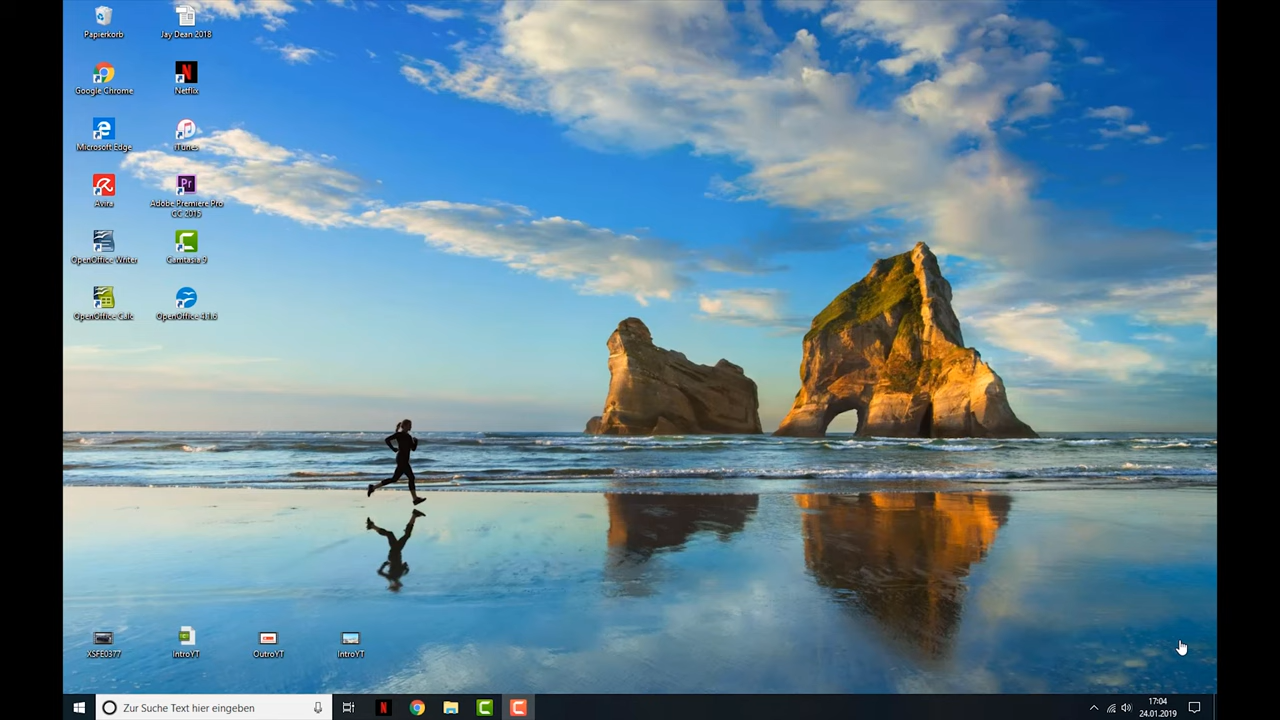 Papierkorb
Jay Dean 2018
Google Chrome
Netflix
Microsoft Edge
iTunes
Avira
Adobe Premiere Pro
CC 2015
OpenOffice Writer
Camtasia 9
OpenOffice Calc
OpenOffice 4.1.6
XSFE0377
IntroYT
OutroYT
IntroYT
Zur Suche Text hier eingeben
17:04
24.01.2019